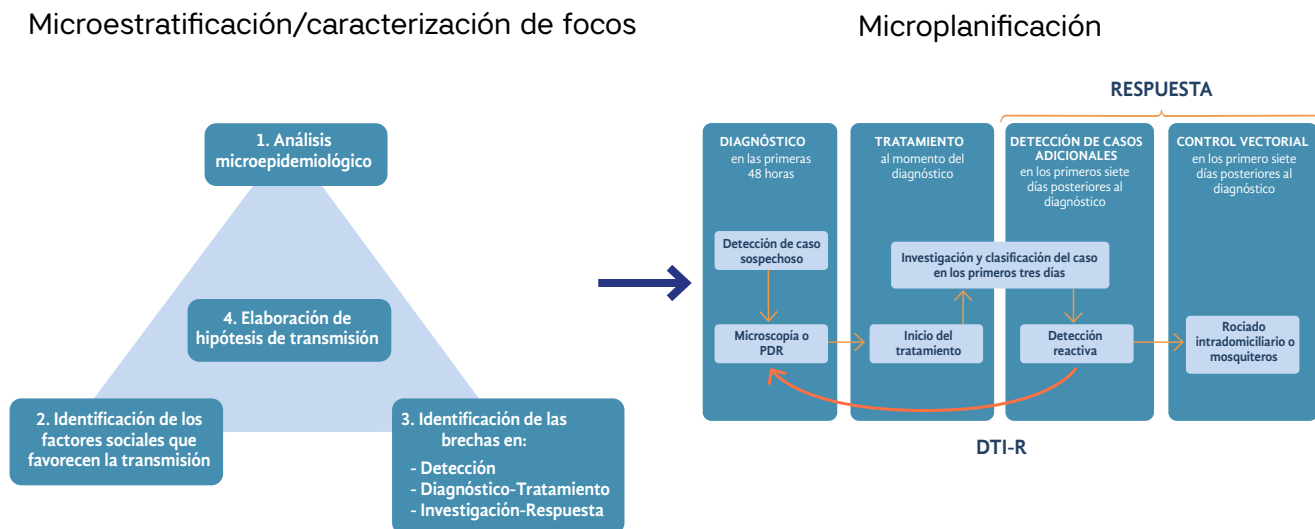 Microestratificación/caracterización de focos
1. Análisis
microepidemiológico
4. Elaboración de
hipótesis de transmisión
2. Identificación de los
factores sociales que
favorecen la transmisión
3. Identificación de las
brechas en:
- Detección
- Diagnóstico-Tratamiento
- Investigación-Respuesta
Microplanificación
RESPUESTA
DIAGNÓSTICO
en las primeras
48 horas
TRATAMIENTO
al momento del
diagnóstico
DETECCIÓN DE CASOS
ADICIONALES
en los primeros siete
días posteriores al
diagnóstico
CONTROL VECTORIAL
en los primero siete
días posteriores al
diagnóstico
Detección de caso
sospechoso
Investigación y clasificación del caso
en los primeros tres días
Microscopía o
PDR
Inicio del
tratamiento
Detección
reactiva
Rociado
intradomiciliario o
mosquiteros
DTI-R